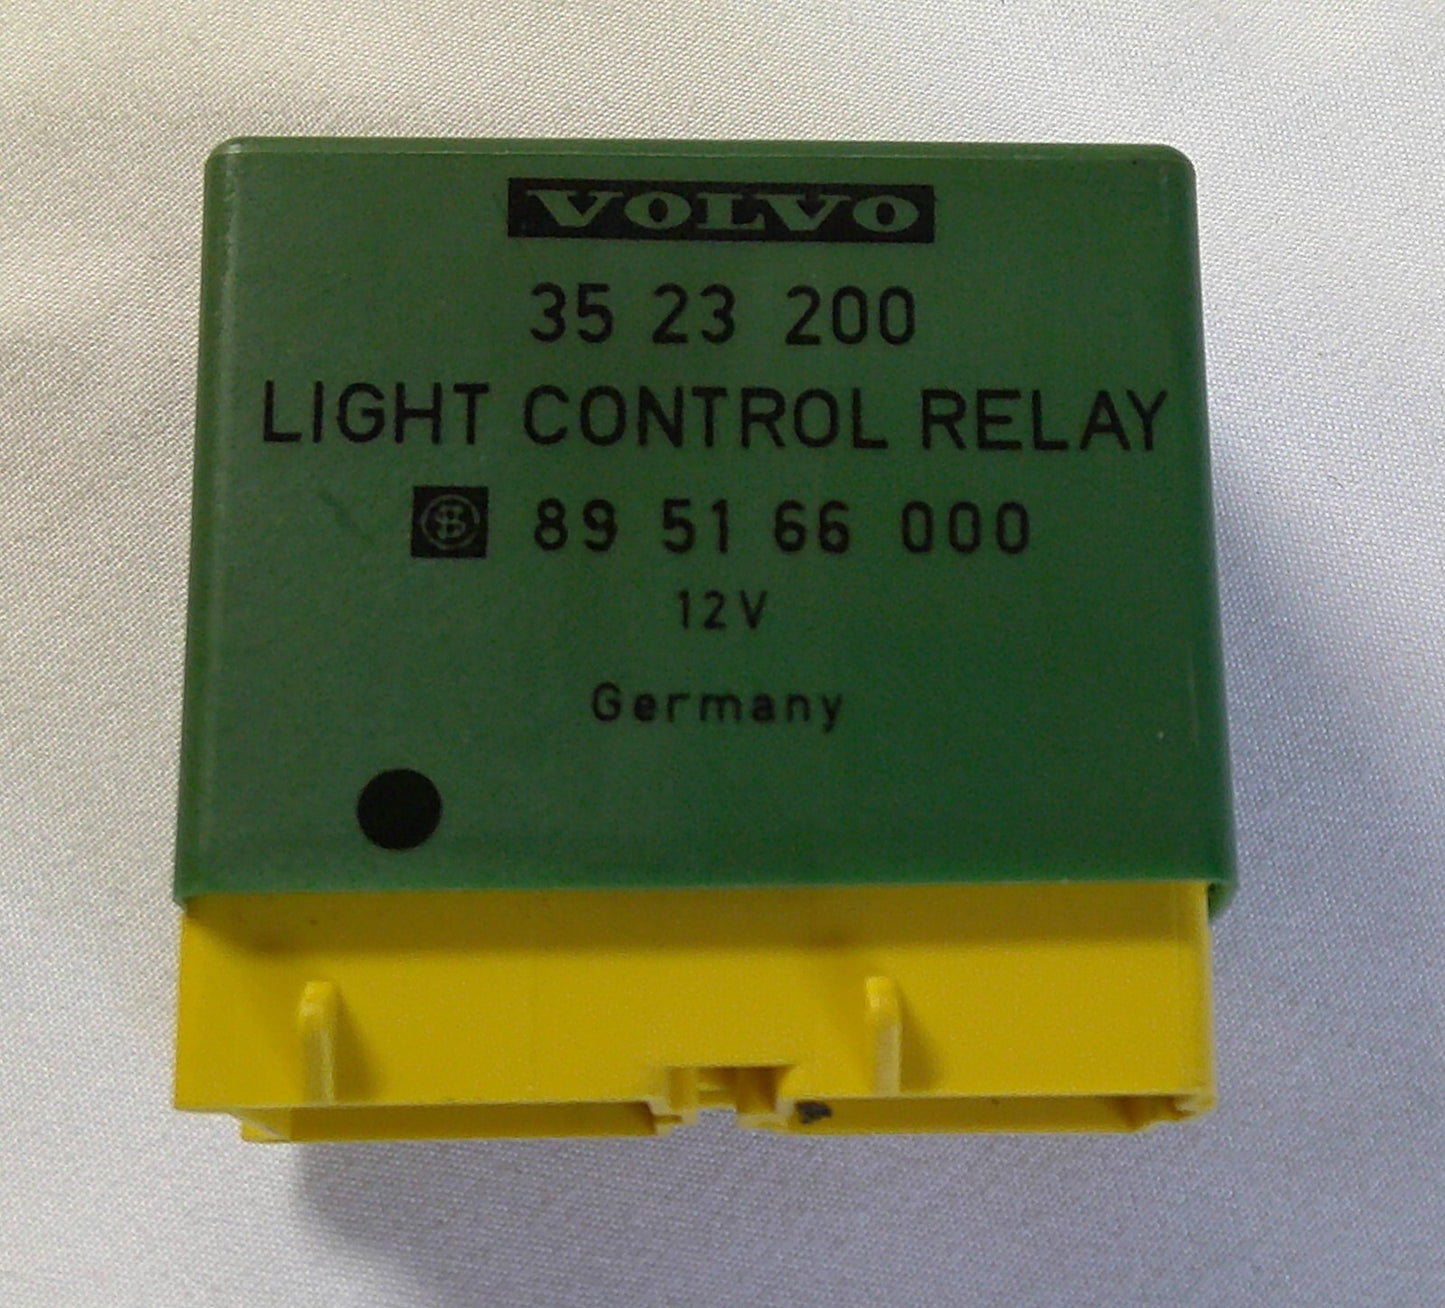 VOLVO
35 23 200
LIGHT CONTROL RELAY
89 51 66 000
12V
Germany